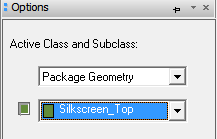 Options
Active Class and Subclass:
Package Geometry
Silkscreen_Top